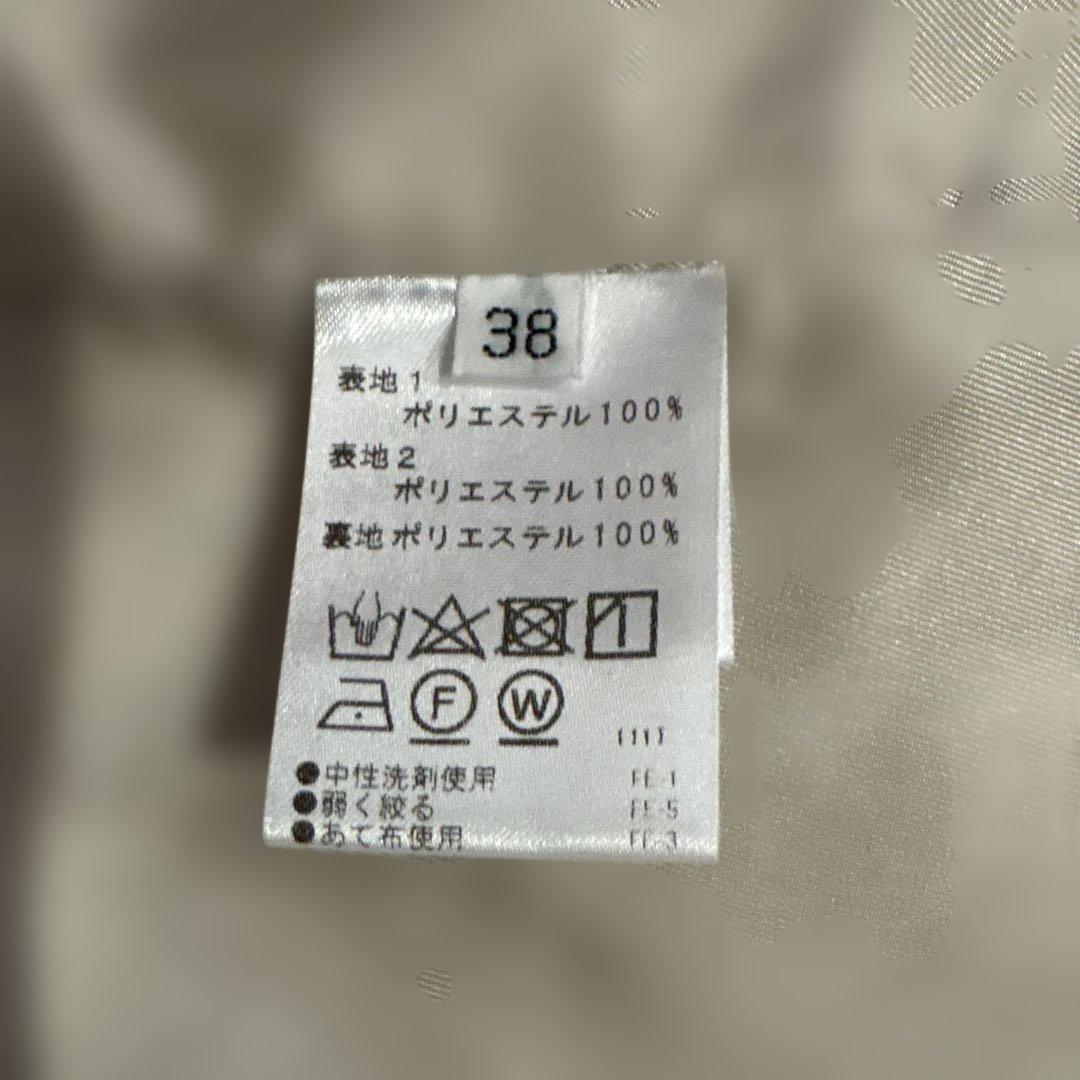 38
表地1
ポリエステル100%
表地2
ポリエステル100%
裏地 ポリエステル100%
F W
●中性洗剤使用
●弱く絞る
●あて布使用